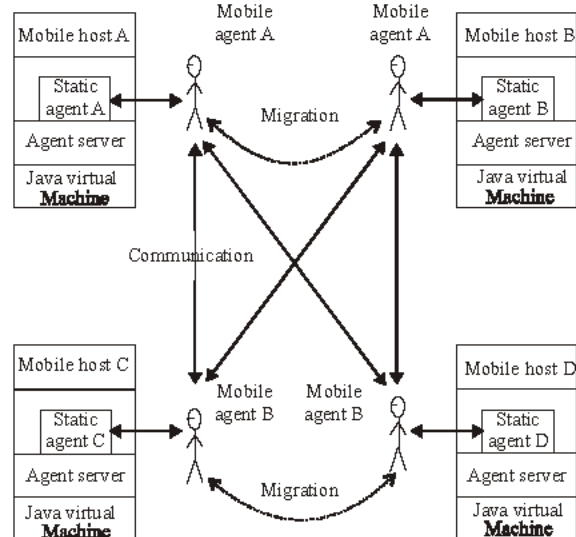 Mobile
agent A
Mobile
agent A
Mobile host A
Mobile host B
Static
agent A
Static
agent B
Migration
Agent server
Agent server
Java virtual
Machine
Java virtual
Machine
Communication
Mobile host C
Mobile host D
Mobile
agent B
Mobile
agent B
Static
agent C
Static
agent D
Agent server
Agent server
Migration
Java virtual
Machine
Java virtual
Machine